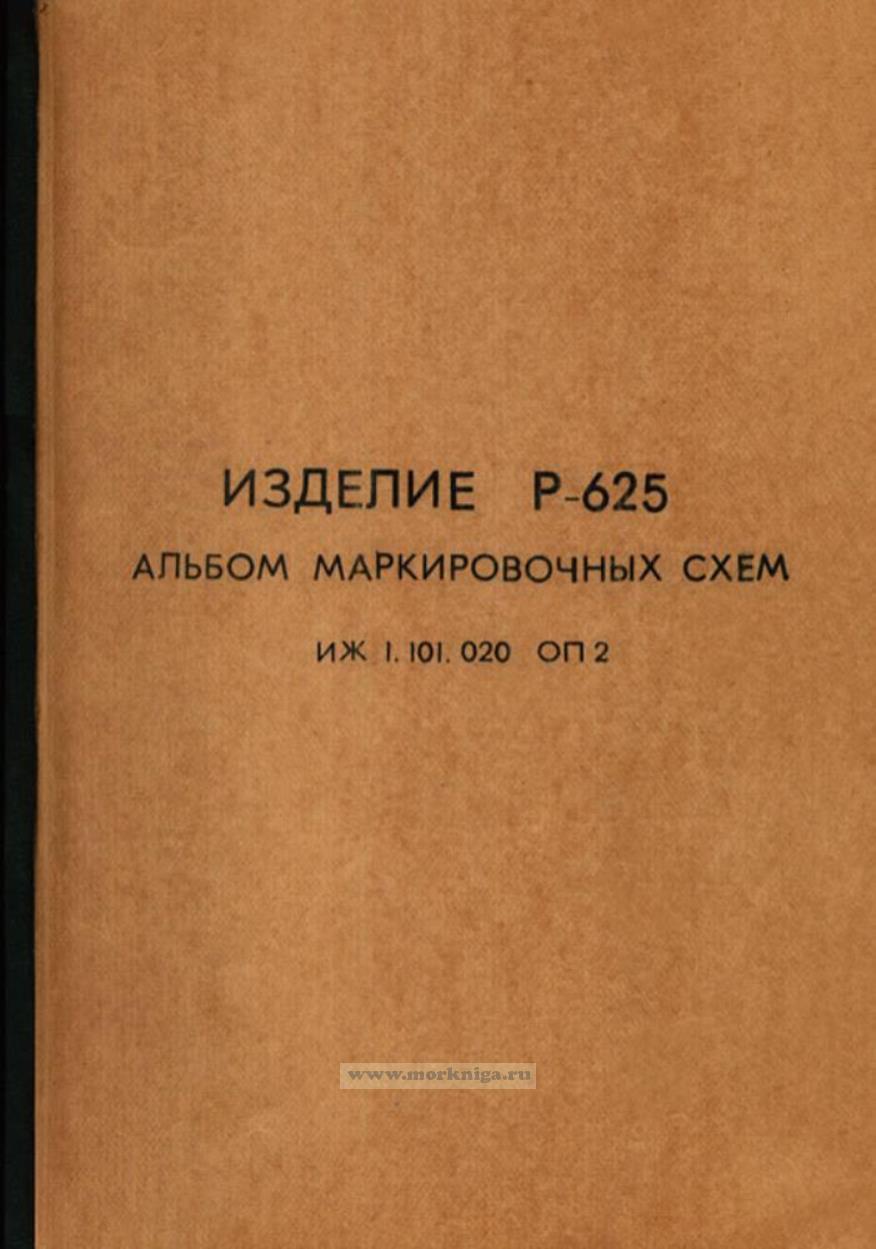 ИЗДЕЛИЕ Р-625
АЛЬБОМ МАРКИРОВОЧНЫХ СХЕМ
ИЖ 1.101.020 ОП 2
www.morkniga.ru